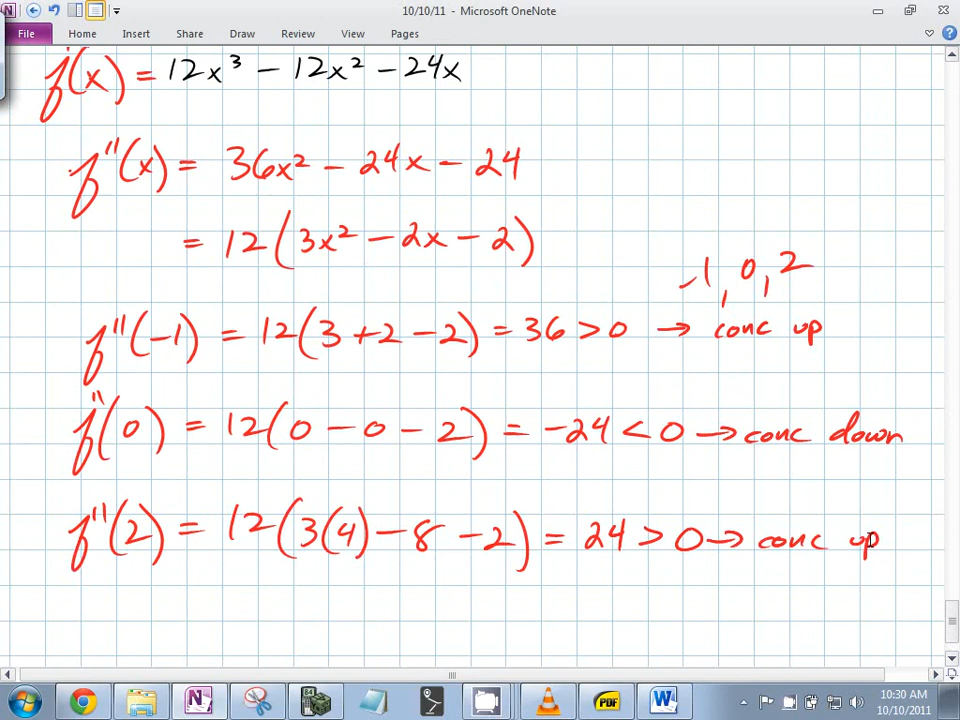 10/10/11 - Microsoft OneNote
File Home Insert Share Draw Review View Pages
f'(x) = 12x³ - 12x² - 24x
f''(x) = 36x² - 24x - 24
= 12(3x² - 2x - 2)
-1, 0, 2
f''(-1) = 12(3 + 2 - 2) = 36 > 0 → conc up
f''(0) = 12(0 - 0 - 2) = -24 < 0 → conc down
f''(2) = 12(3(4) - 8 - 2) = 24 > 0 → conc up
PDF
10:30 AM
10/10/2011